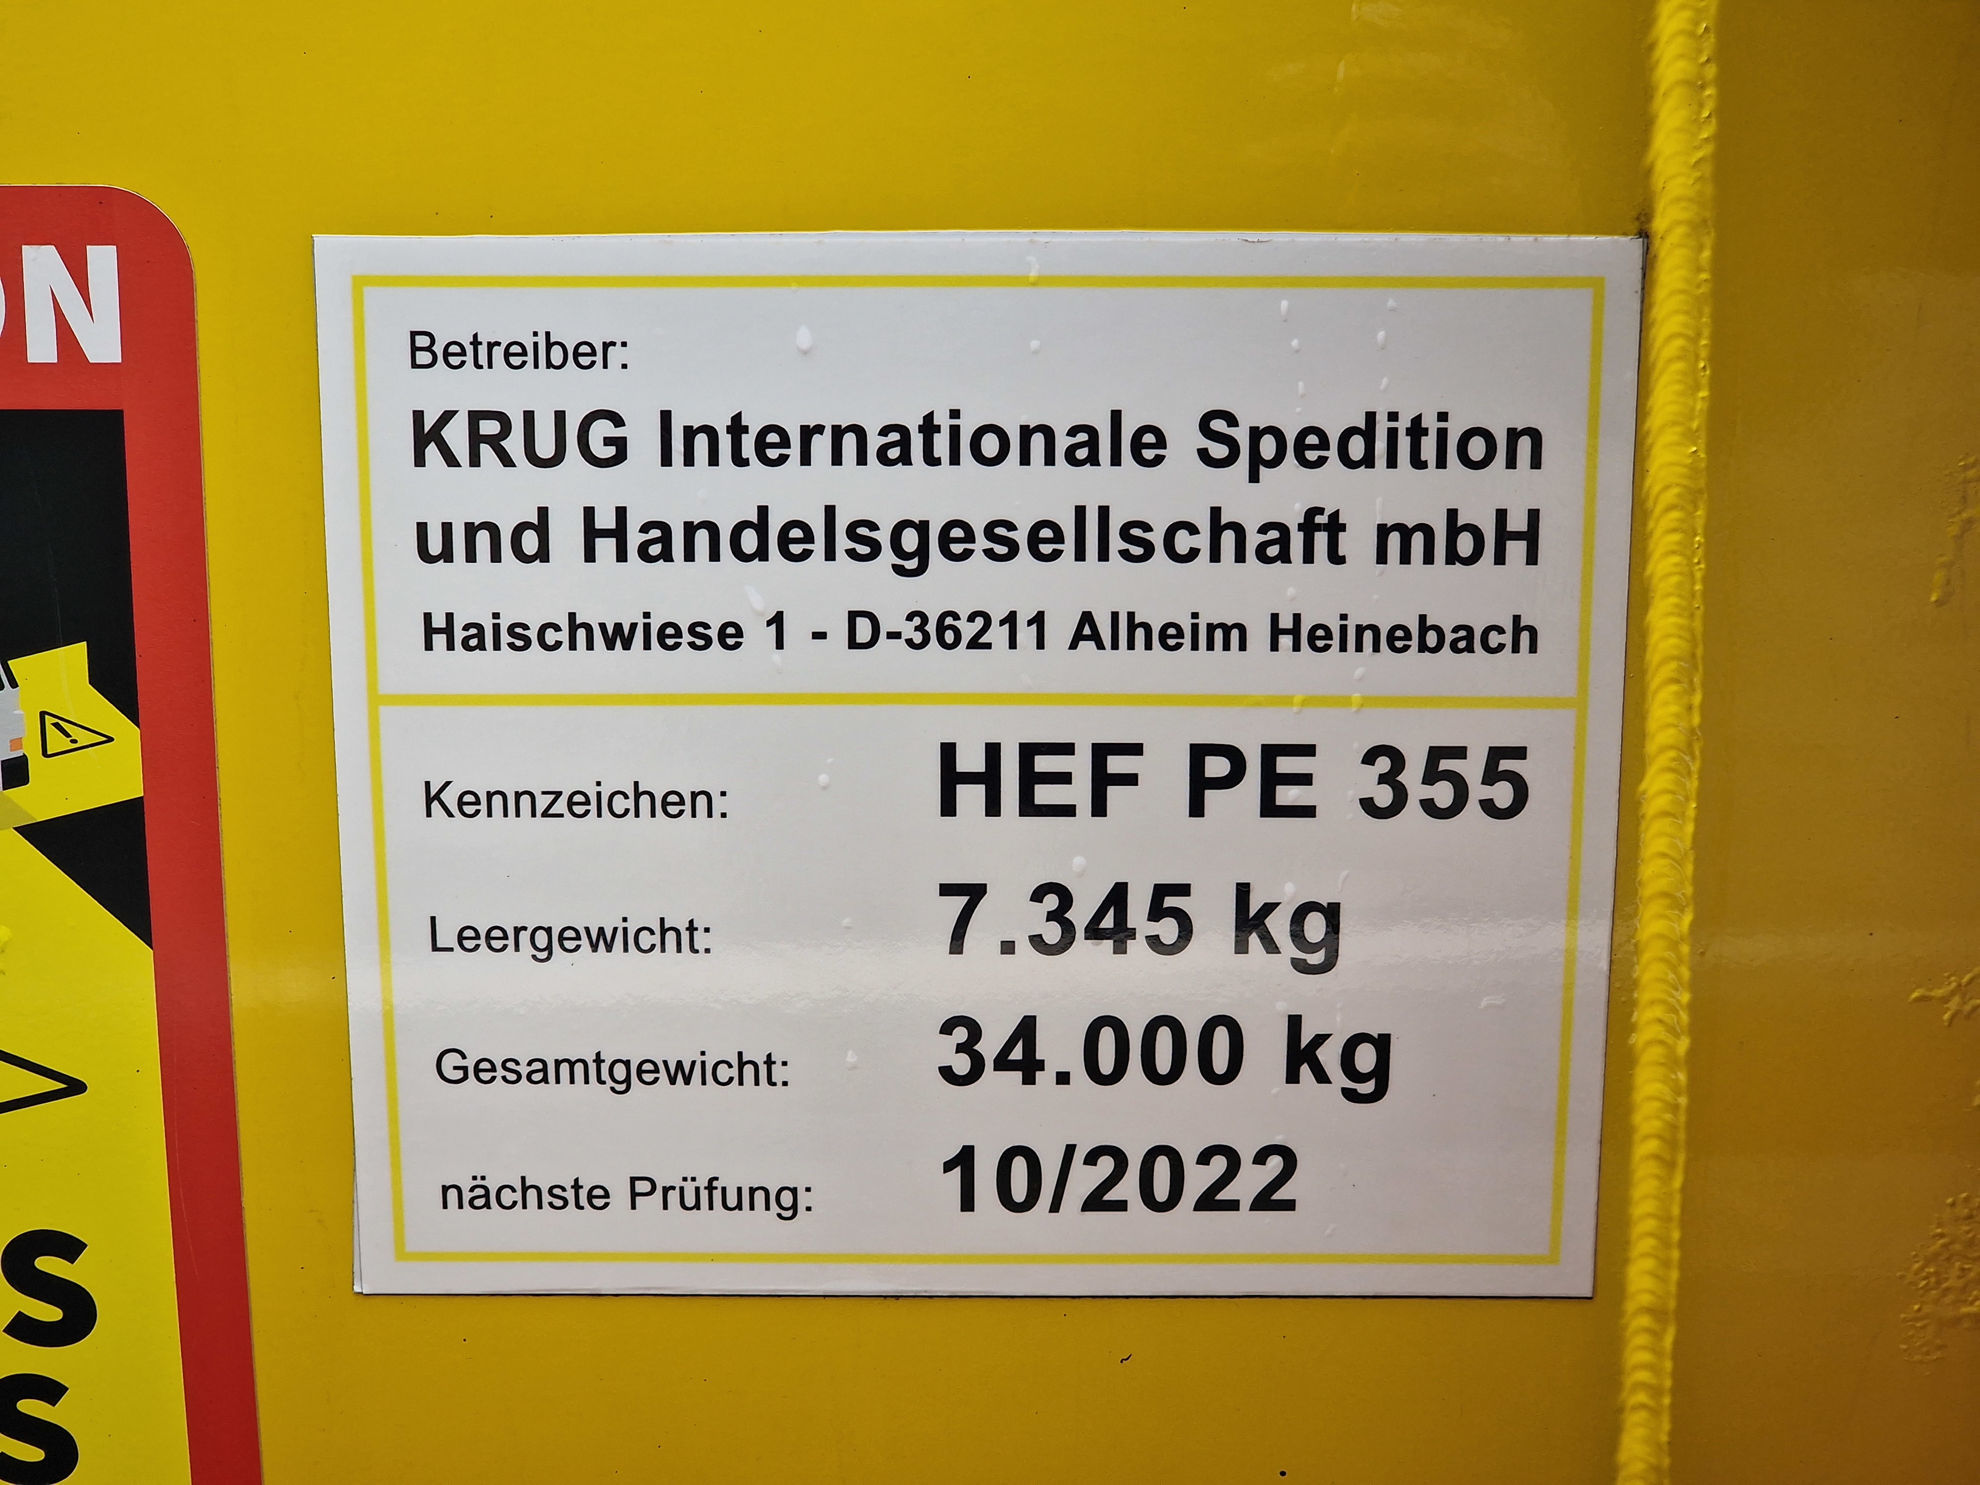 ON
Betreiber:
KRUG Internationale Spedition
und Handelsgesellschaft mbH
Haischwiese 1 - D-36211 Alheim Heinebach
Kennzeichen: HEF PE 355
Leergewicht: 7.345 kg
Gesamtgewicht: 34.000 kg
nächste Prüfung: 10/2022
S
S